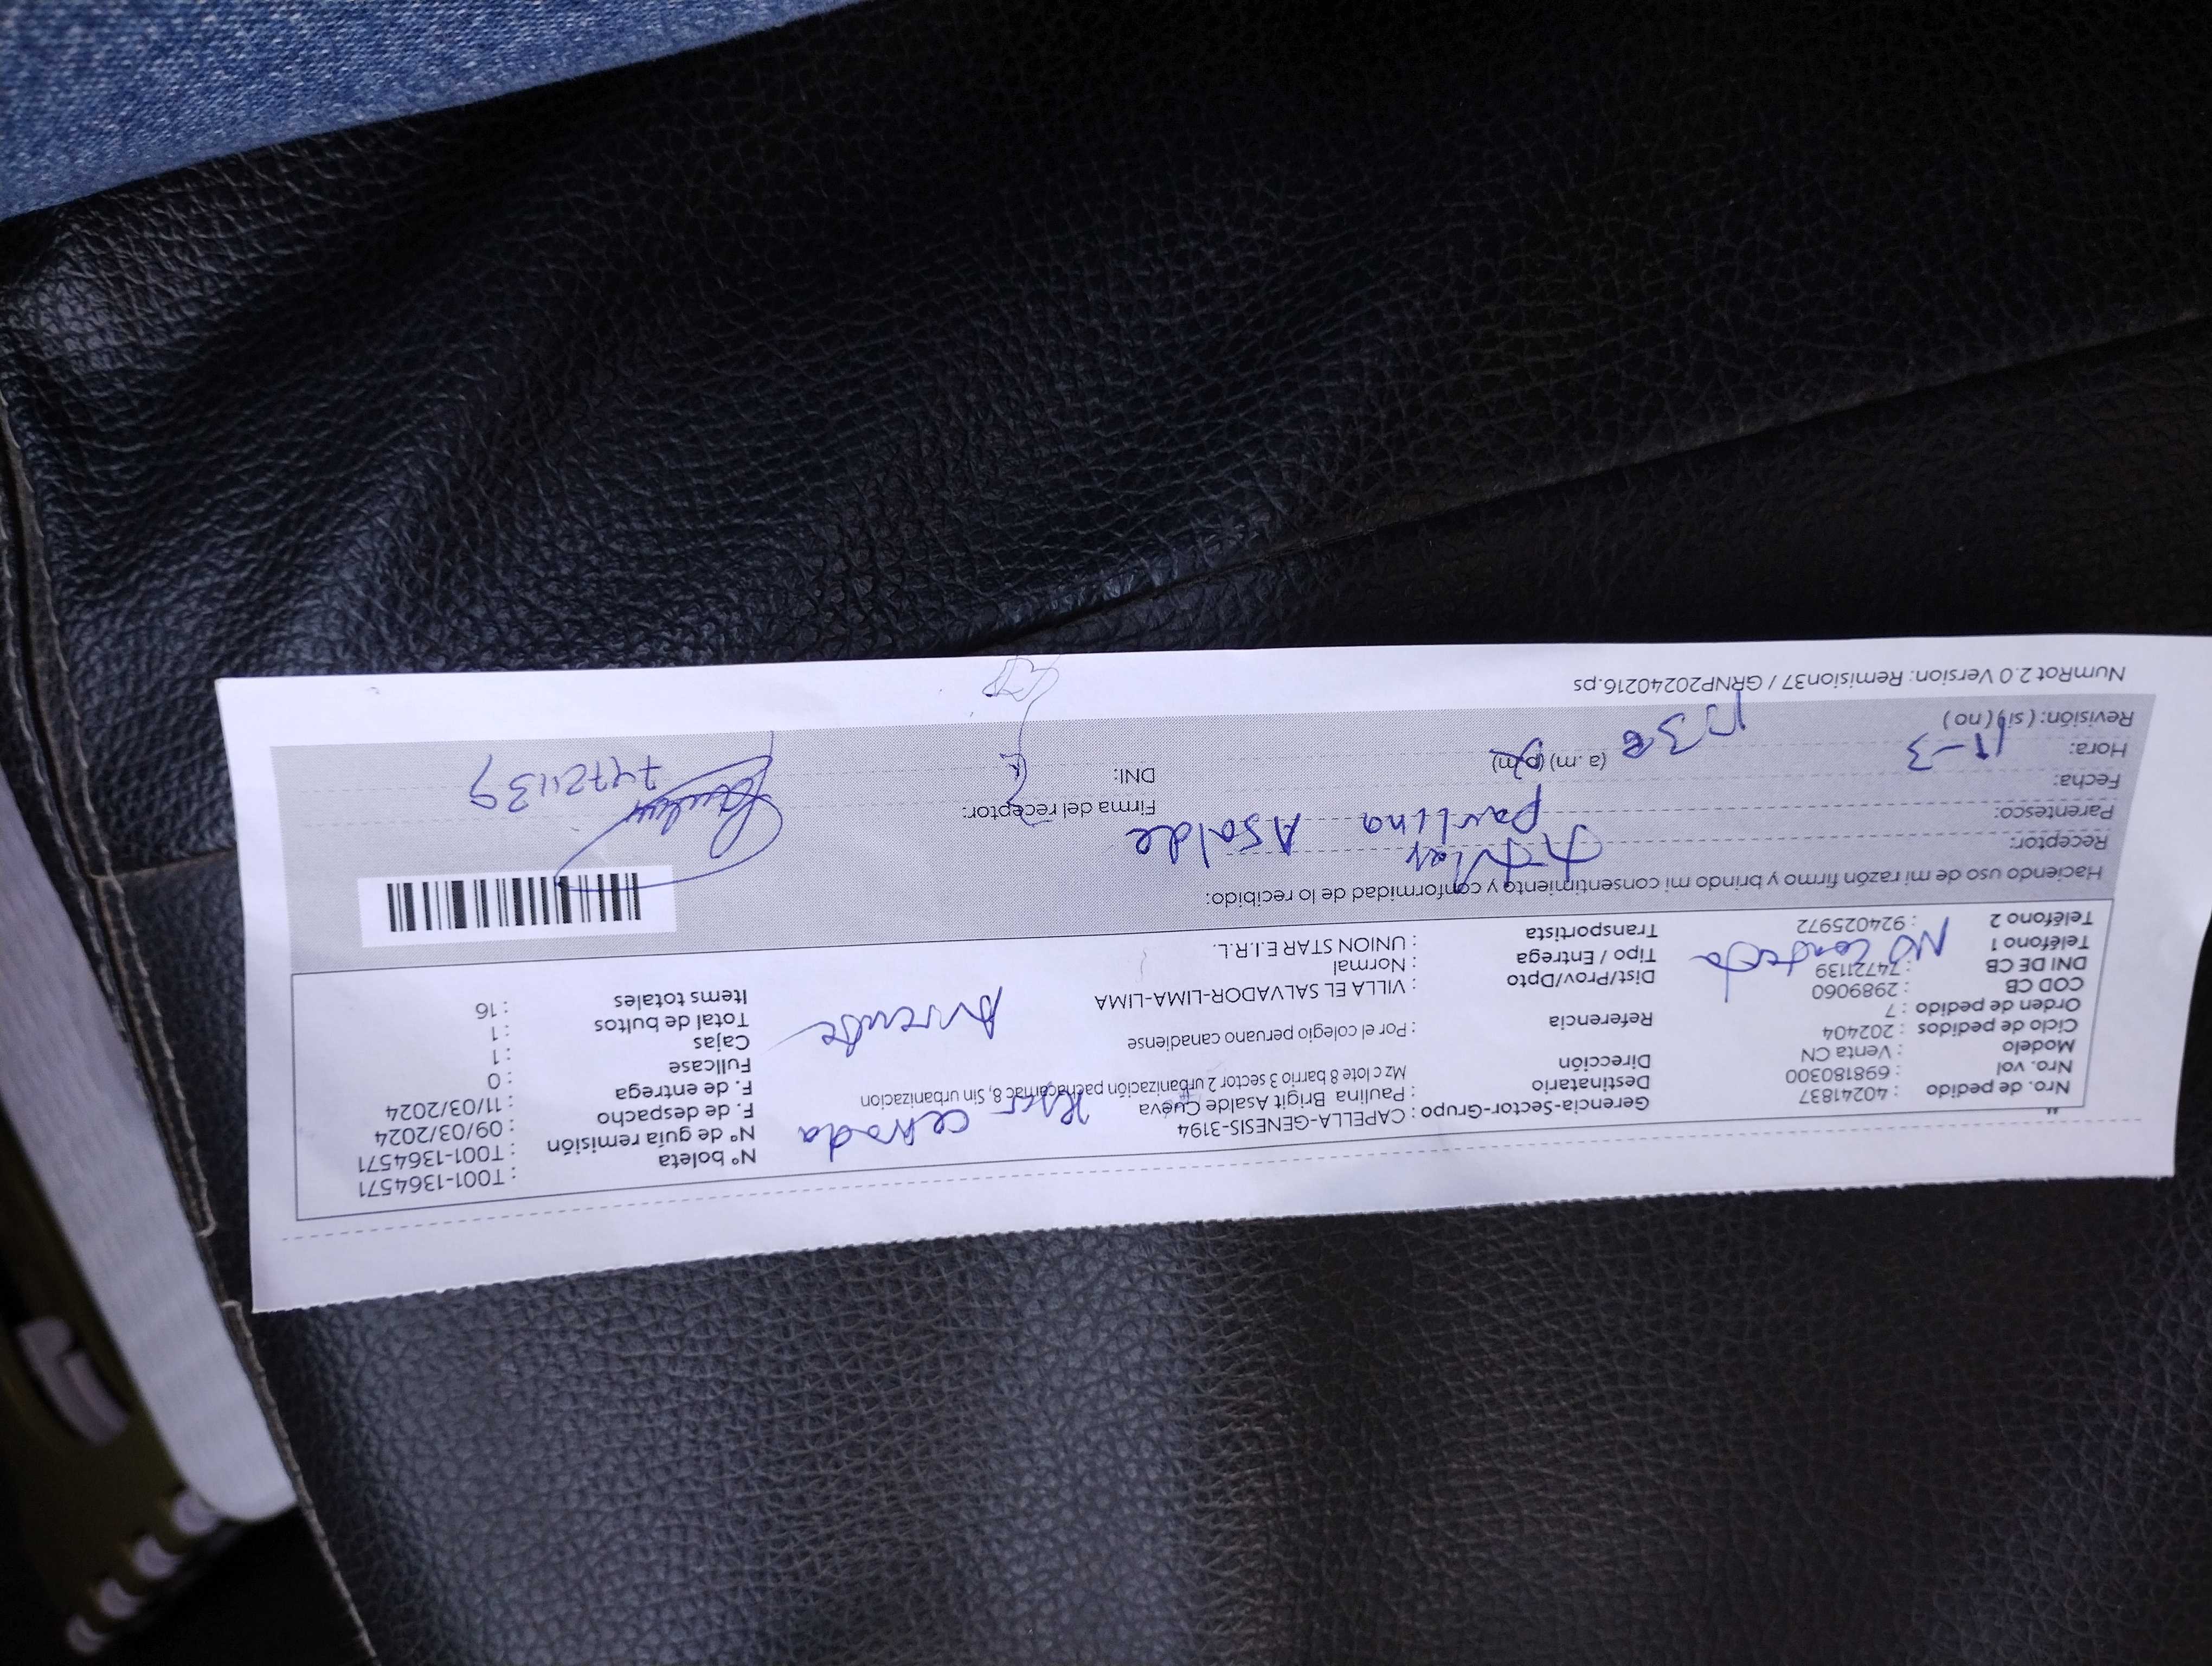 Nro. de pedido : 40241837
Nro. vol : 698180300
Modelo : Venta CN
Ciclo de pedidos : 202404
Orden de pedido : 7
COD CB : 2989060
DNI DE CB : 74721139
Teléfono 1
Teléfono 2 : 924025972
No contesta
Gerencia-Sector-Grupo : CAPELLA-GENESIS-3194
Destinatario : Paulina Brigit Asalde Cueva
Dirección Mz c lote 8 barrio 3 sector 2 urbanización pachacamac 8, Sin urbanizacion
Referencia : Por el colegio peruano canadiense
Dist/Prov/Dpto : VILLA EL SALVADOR-LIMA-LIMA
Tipo / Entrega : Normal
Transportista : UNION STAR E.I.R.L.
cerrada
Ausente
N° boleta : T001-1364571
N° de guía remisión : T001-1364571
F. de despacho : 09/03/2024
F. de entrega : 11/03/2024
Fullcase : 0
Cajas : 1
Total de bultos : 1
Items totales : 16
Haciendo uso de mi razón firmo y brindo mi consentimiento y conformidad de lo recibido:
Receptor: Paulina Asalde
Parentesco: Titular
Fecha: 11-3
Hora: (a.m) (p.m)
Revisión: (si) (no)
Firma del receptor:
DNI: 74721139
NumRot 2.0 Version: Remision37 / GRNP20240216.ps